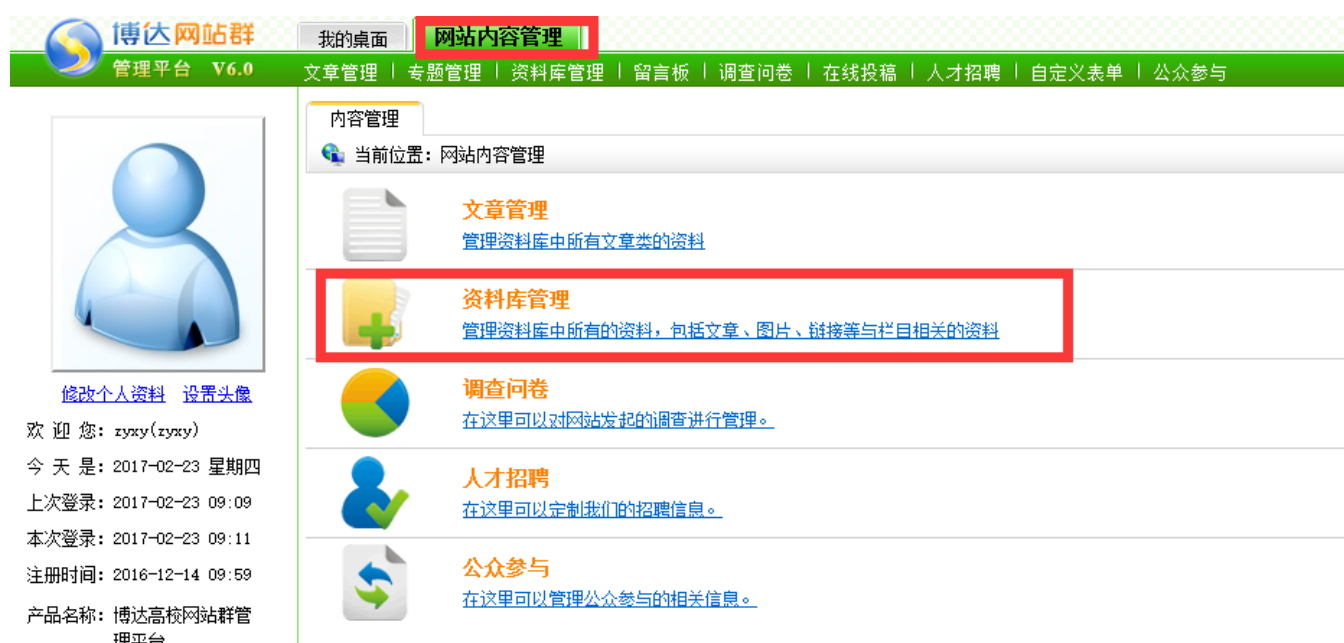 博达网站群
管理平台 V6.0
我的桌面
网站内容管理
文章管理 | 专题管理 | 资料库管理 | 留言板 | 调查问卷 | 在线投稿 | 人才招聘 | 自定义表单 | 公众参与
内容管理
当前位置：网站内容管理
文章管理
管理资料库中所有文章类的资料
资料库管理
管理资料库中所有的资料，包括文章、图片、链接等与栏目相关的资料
调查问卷
在这里可以对网站发起的调查进行管理。
人才招聘
在这里可以定制我们的招聘信息。
公众参与
在这里可以管理公众参与的相关信息。
修改个人资料 设置头像
欢 迎 您：zyxy(zyxy)
今 天 是：2017-02-23 星期四
上次登录：2017-02-23 09:09
本次登录：2017-02-23 09:11
注册时间：2016-12-14 09:59
产品名称：博达高校网站群管
理平台